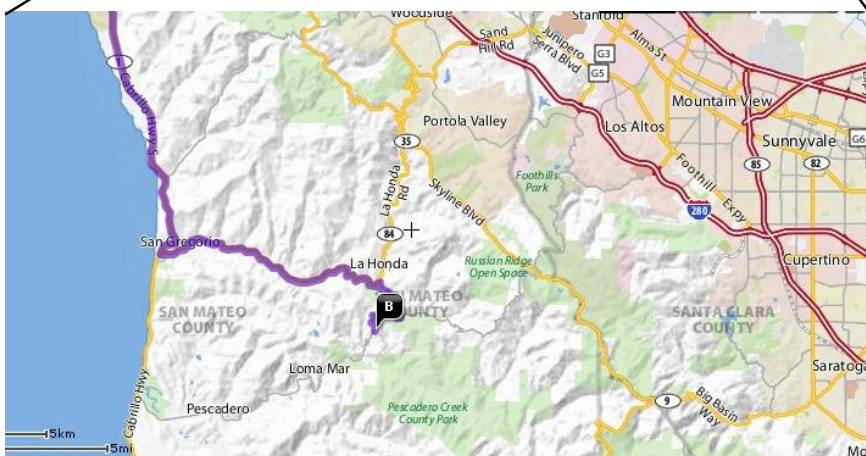 Woodside
Stanford
Sand
Hill Rd
Junipero
Serra Blvd
G3
G5
Alma St
Mountain View
1
Cabrillo Hwy S
Portola Valley
Los Altos
Sunnyvale
G6
35
85
82
La Honda
Rd
Skyline Blvd
Foothills
Park
Foothill Expy
280
84
San Gregorio
La Honda
Russian Ridge
Open Space
Cupertino
B
SAN MATEO
COUNTY
MATEO
COUNTY
SANTA CLARA
COUNTY
Loma Mar
Saratoga
Cabrillo Hwy
Pescadero
Pescadero Creek
County Park
9
Big Basin
Way
5km
5mi
Mo